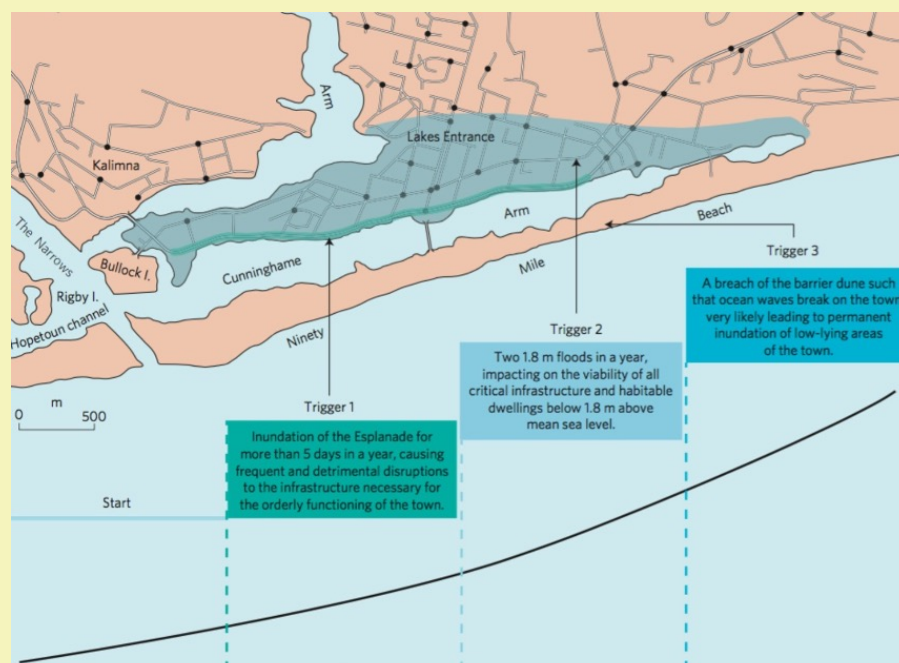 Arm
Lakes Entrance
Kalimna
The Narrows
Bullock I.
Rigby I.
Hopetoun channel
Cunninghame
Arm
Ninety
Mile
Beach
0 m 500
Start
Trigger 1
Inundation of the Esplanade for
more than 5 days in a year, causing
frequent and detrimental disruptions
to the infrastructure necessary for
the orderly functioning of the town.
Trigger 2
Two 1.8 m floods in a year,
impacting on the viability of all
critical infrastructure and habitable
dwellings below 1.8 m above
mean sea level.
Trigger 3
A breach of the barrier dune such
that ocean waves break on the town
very likely leading to permanent
inundation of low-lying areas
of the town.